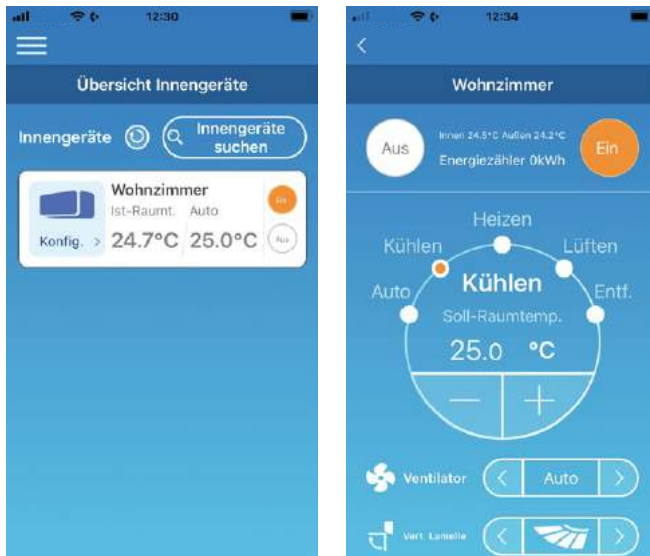 12:30
Übersicht Innengeräte
Innengeräte
Innengeräte
suchen
Wohnzimmer
Ist-Raumt. Auto
Ein
Konfig. >
24.7°C 25.0°C
Aus
12:34
Wohnzimmer
Aus
Innen 24.5°C Außen 24.2°C
Energiezähler 0kWh
Ein
Heizen
Kühlen
Lüften
Auto
Kühlen
Entf.
Soll-Raumtemp.
25.0 °C
Ventilator
Auto
Vert. Lamelle